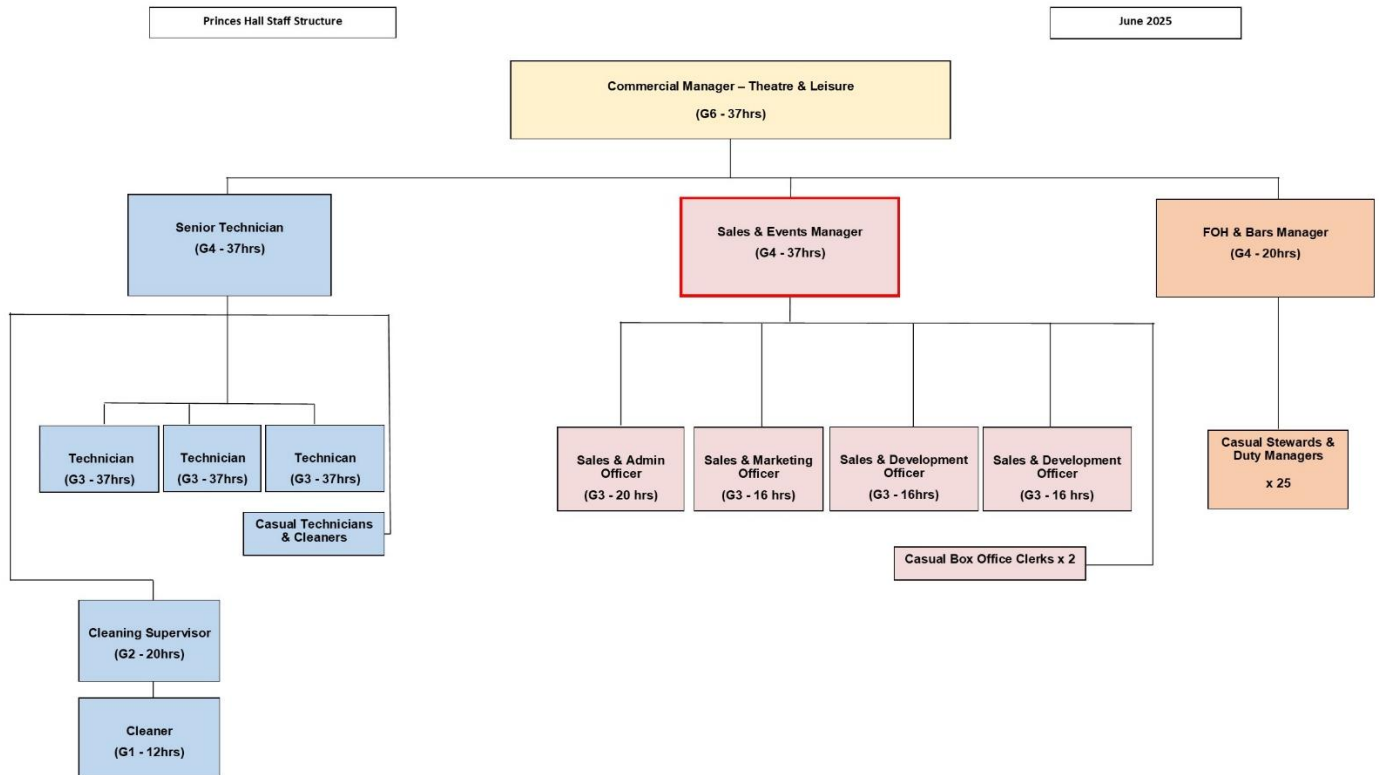 Princes Hall Staff Structure
June 2025
Commercial Manager – Theatre & Leisure
(G6 - 37hrs)
Senior Technician
(G4 - 37hrs)
Sales & Events Manager
(G4 - 37hrs)
FOH & Bars Manager
(G4 - 20hrs)
Technician
(G3 - 37hrs)
Technician
(G3 - 37hrs)
Technican
(G3 - 37hrs)
Casual Technicians
& Cleaners
Sales & Admin
Officer
(G3 - 20 hrs)
Sales & Marketing
Officer
(G3 - 16 hrs)
Sales & Development
Officer
(G3 - 16hrs)
Sales & Development
Officer
(G3 - 16 hrs)
Casual Box Office Clerks x 2
Casual Stewards &
Duty Managers
x 25
Cleaning Supervisor
(G2 - 20hrs)
Cleaner
(G1 - 12hrs)